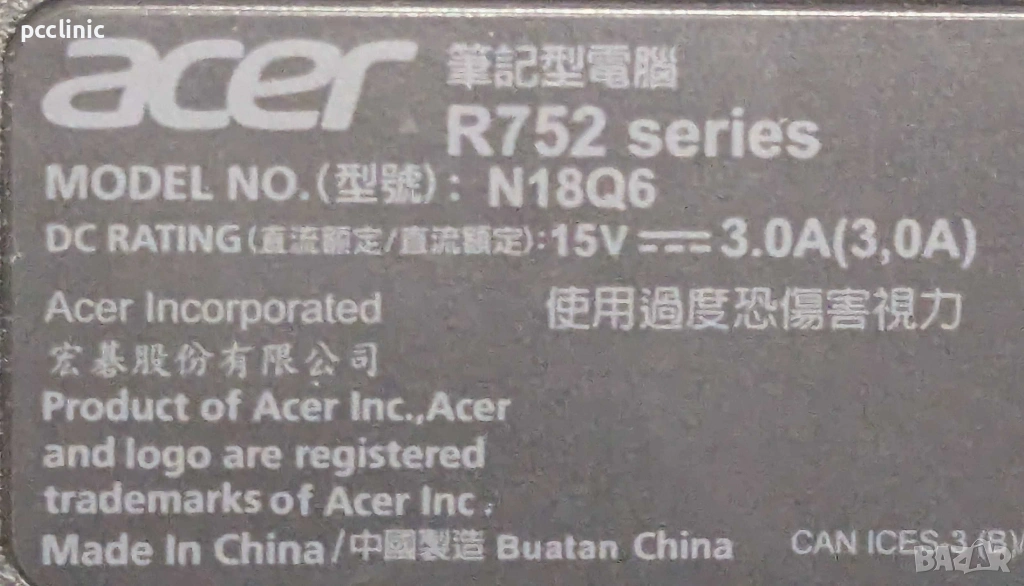 pcclinic
acer 筆記型電腦
R752 series
MODEL NO.(型號): N18Q6
DC RATING(直流額定/直流額定):15V ⎓ 3.0A(3,0A)
Acer Incorporated 使用過度恐傷害視力
宏碁股份有限公司
Product of Acer Inc.,Acer
and logo are registered
trademarks of Acer Inc.
Made In China/中國製造 Buatan China CAN ICES-3 (B)/
BAZAR